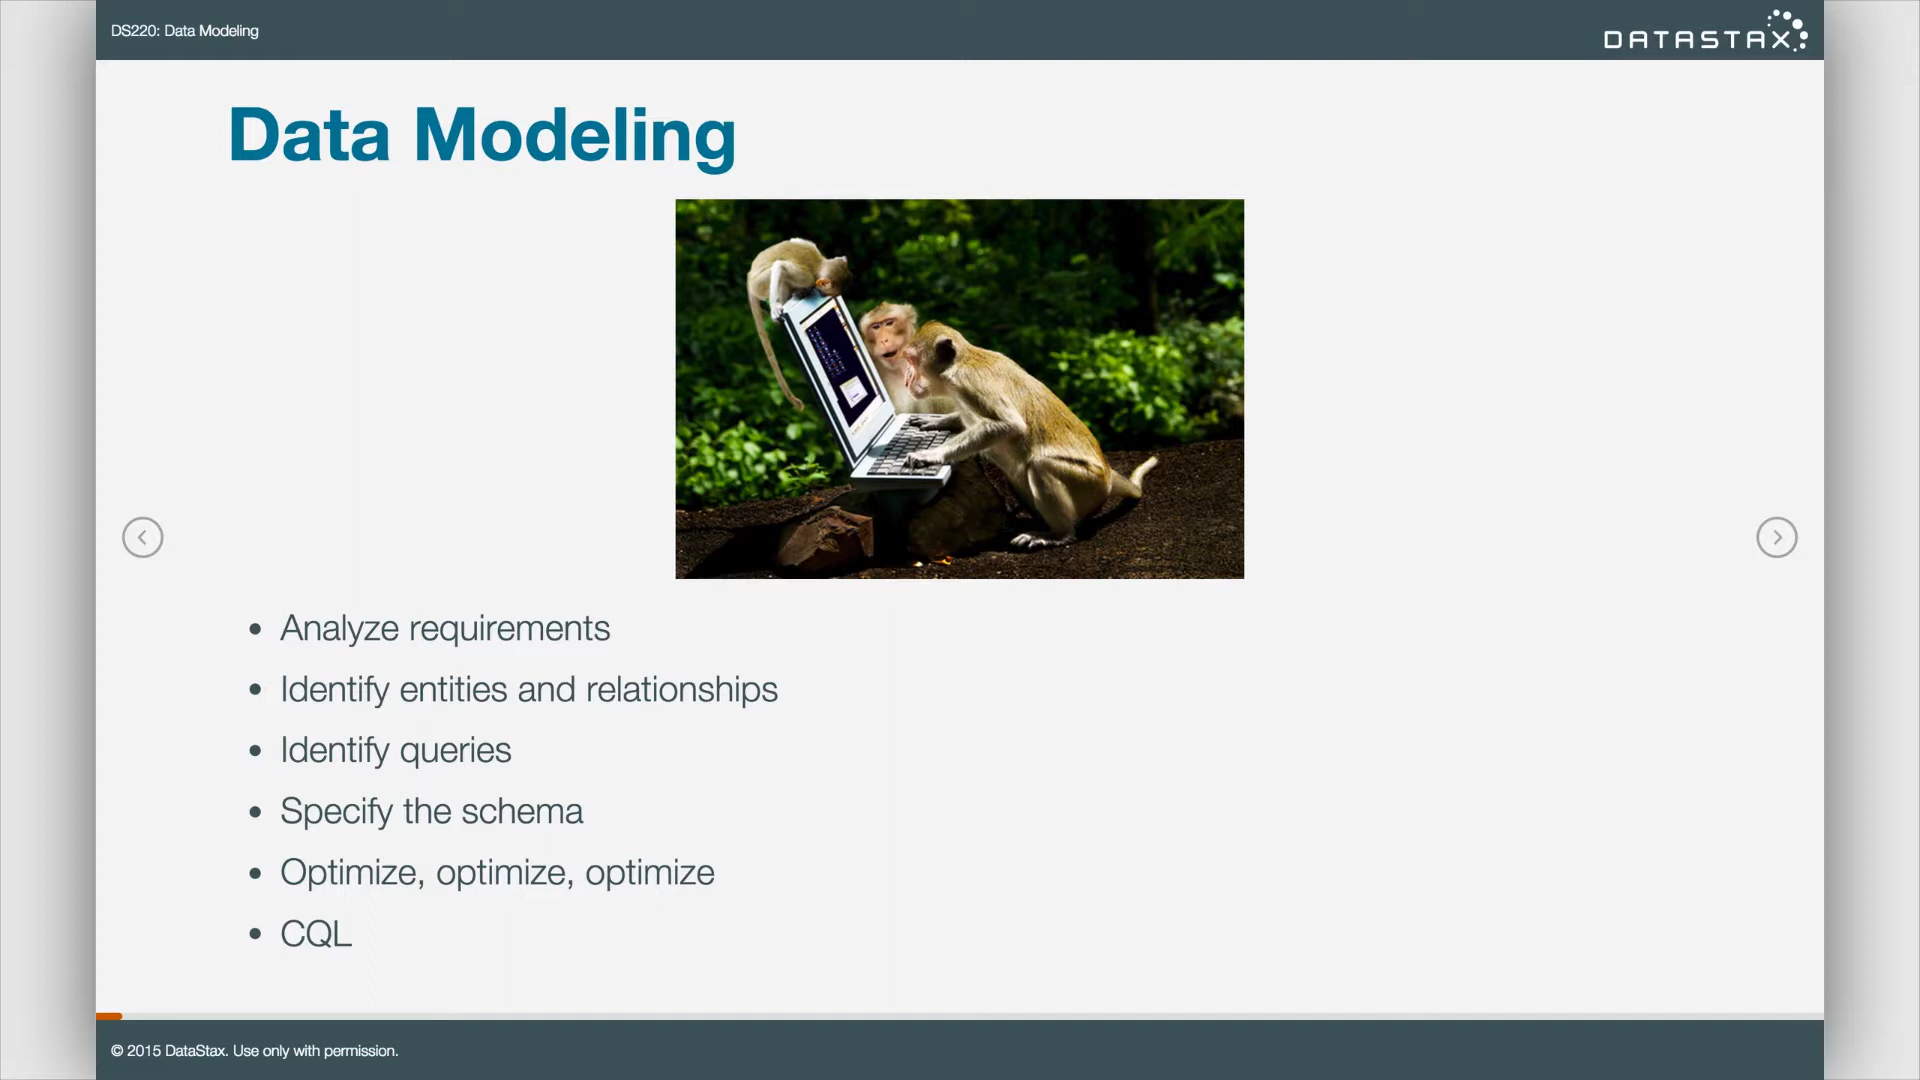 DS220: Data Modeling
DATASTAX
Data Modeling
• Analyze requirements
• Identify entities and relationships
• Identify queries
• Specify the schema
• Optimize, optimize, optimize
• CQL
© 2015 DataStax. Use only with permission.